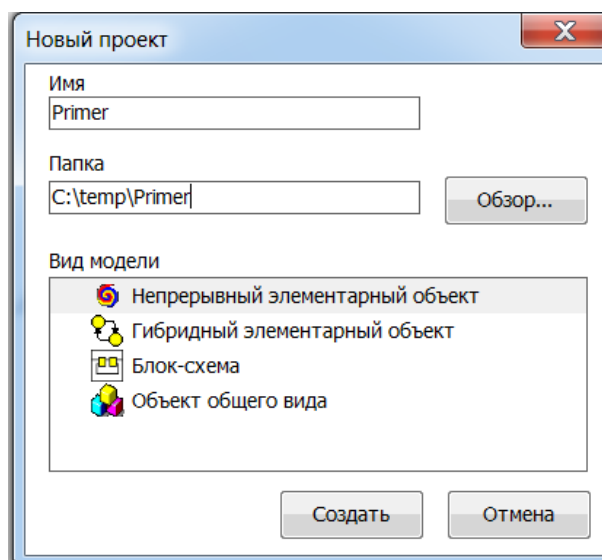 Новый проект
Имя
Primer
Папка
C:\temp\Primer
Обзор...
Вид модели
Непрерывный элементарный объект
Гибридный элементарный объект
Блок-схема
Объект общего вида
Создать
Отмена